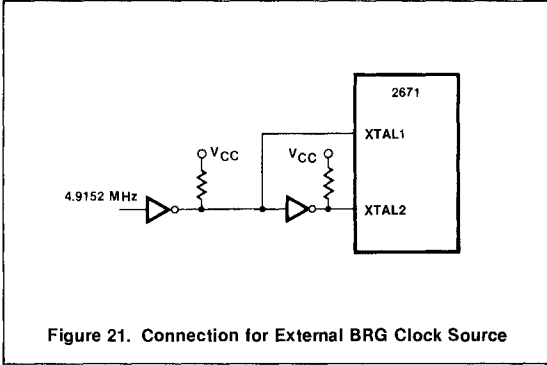 2671
XTAL1
VCC
VCC
4.9152 MHz
XTAL2
Figure 21. Connection for External BRG Clock Source